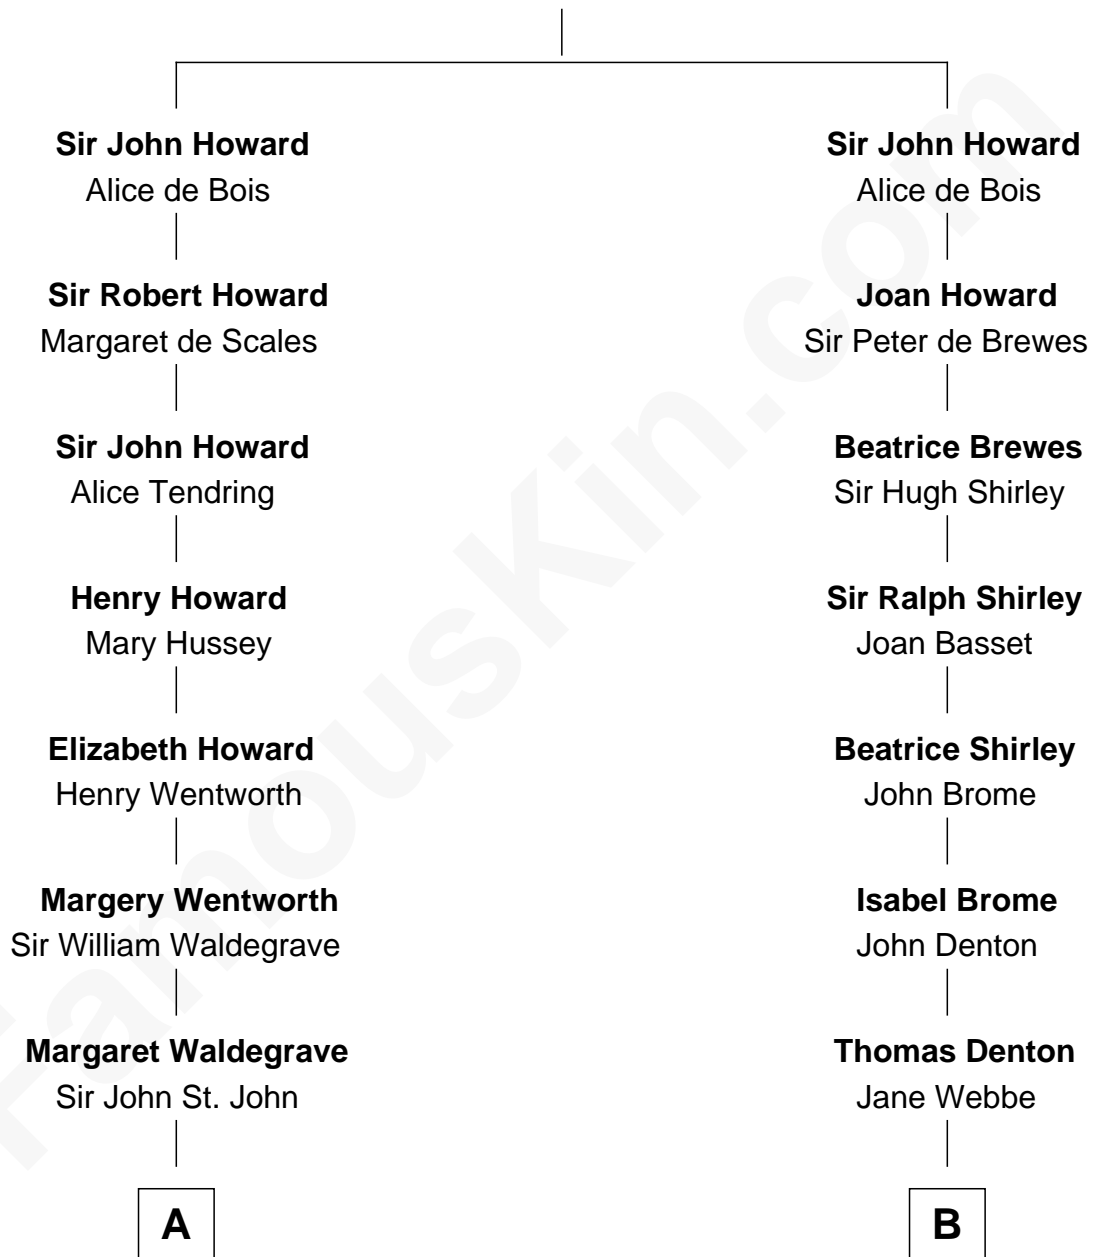 Sir John Howard
Alice de Bois
Sir Robert Howard
Margaret de Scales
Sir John Howard
Alice Tendring
Henry Howard
Mary Hussey
Elizabeth Howard
Henry Wentworth
Margery Wentworth
Sir William Waldegrave
Margaret Waldegrave
Sir John St. John
A
Sir John Howard
Alice de Bois
Joan Howard
Sir Peter de Brewes
Beatrice Brewes
Sir Hugh Shirley
Sir Ralph Shirley
Joan Basset
Beatrice Shirley
John Brome
Isabel Brome
John Denton
Thomas Denton
Jane Webbe
B
FamousKin.com